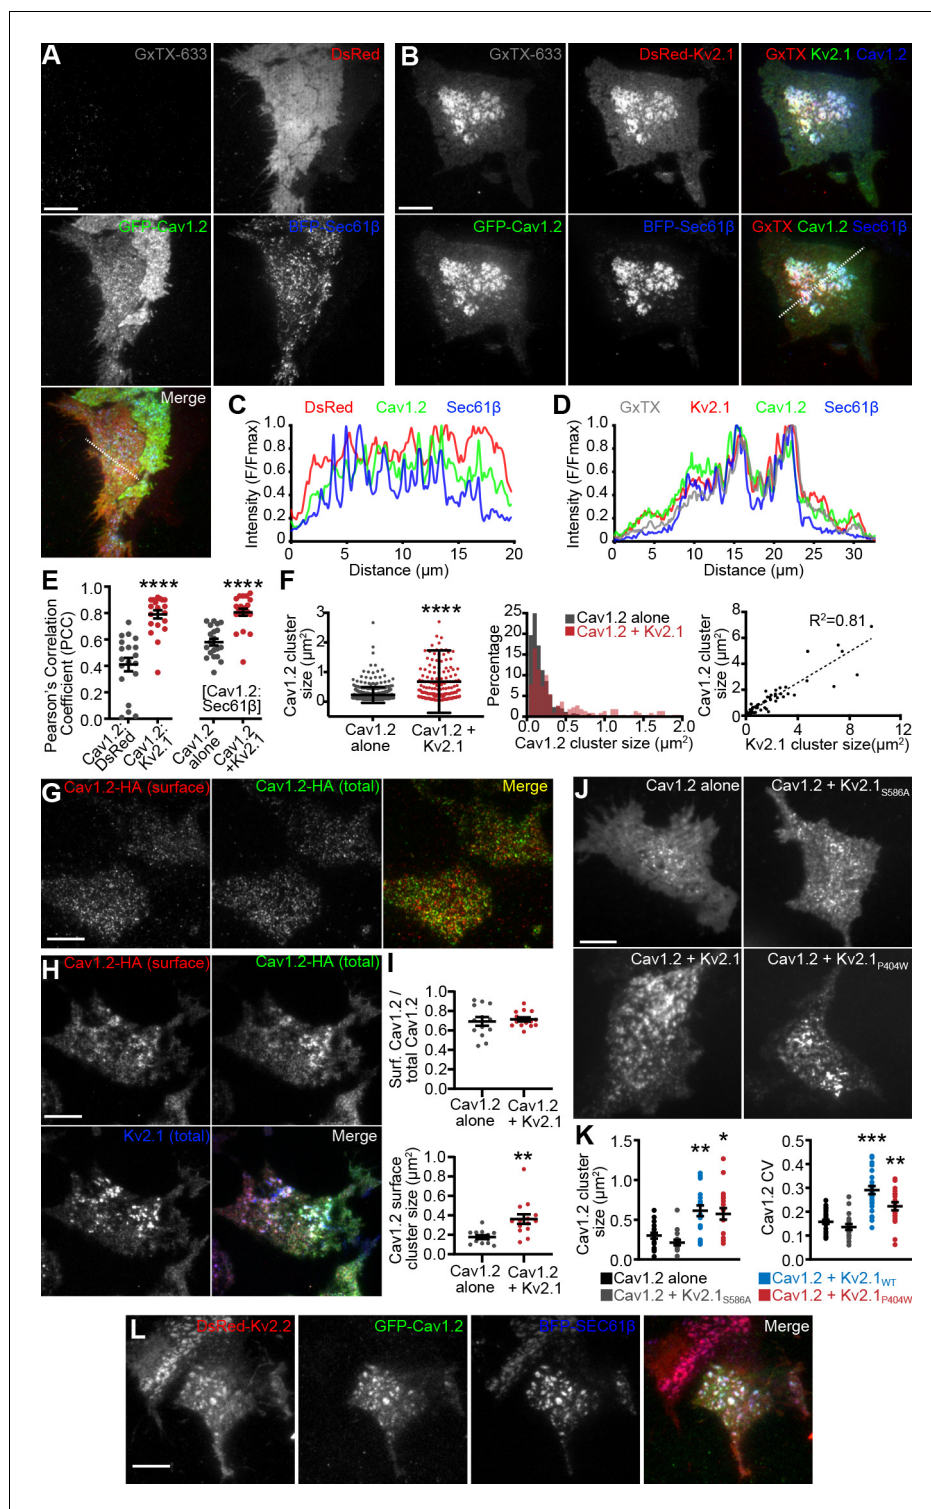 A
GxTX-633
DsRed
B
GxTX-633
DsRed-Kv2.1
GxTX Kv2.1 Cav1.2
GFP-Cav1.2
BFP-Sec61β
GFP-Cav1.2
BFP-Sec61β
GxTX Cav1.2 Sec61β
Merge
C
DsRed Cav1.2 Sec61β
Intensity (F/Fmax)
1.0
0.8
0.6
0.4
0.2
0
0 5 10 15 20
Distance (µm)
D
GxTX Kv2.1 Cav1.2 Sec61β
Intensity (F/Fmax)
1.0
0.8
0.6
0.4
0.2
0
0 5 10 15 20 25 30
Distance (µm)
E
Pearson's Correlation
Coefficient (PCC)
1.0
0.8
0.6
0.4
0.2
0.0
**** ****
[Cav1.2:
Sec61β]
Cav1.2:
DsRed
Cav1.2:
Kv2.1
Cav1.2
alone
Cav1.2
+Kv2.1
F
Cav1.2 cluster
size (µm²)
3
2
1
0
****
Cav1.2
alone
Cav1.2 +
Kv2.1
Percentage
25
20
15
10
5
0
Cav1.2 alone
Cav1.2 + Kv2.1
0.0 0.5 1.0 1.5 2.0
Cav1.2 cluster size (µm²)
Cav1.2 cluster
size (µm²)
8
6
4
2
0
R²=0.81
0 4 8 12
Kv2.1 cluster size(µm²)
G
Cav1.2-HA (surface)
Cav1.2-HA (total)
Merge
H
Cav1.2-HA (surface)
Cav1.2-HA (total)
Kv2.1 (total)
Merge
I
Surf. Cav1.2 /
total Cav1.2
1.0
0.8
0.6
0.4
0.2
0.0
Cav1.2
alone
Cav1.2
+ Kv2.1
Cav1.2 surface
cluster size (µm²)
1.0
0.8
0.6
0.4
0.2
0.0
**
Cav1.2
alone
Cav1.2
+ Kv2.1
J
Cav1.2 alone
Cav1.2 + Kv2.1S586A
Cav1.2 + Kv2.1
Cav1.2 + Kv2.1P404W
K
Cav1.2 cluster
size (µm²)
1.5
1.0
0.5
0.0
** *
Cav1.2 CV
0.5
0.4
0.3
0.2
0.1
0.0
*** **
Cav1.2 alone
Cav1.2 + Kv2.1WT
Cav1.2 + Kv2.1S586A
Cav1.2 + Kv2.1P404W
L
DsRed-Kv2.2
GFP-Cav1.2
BFP-SEC61β
Merge